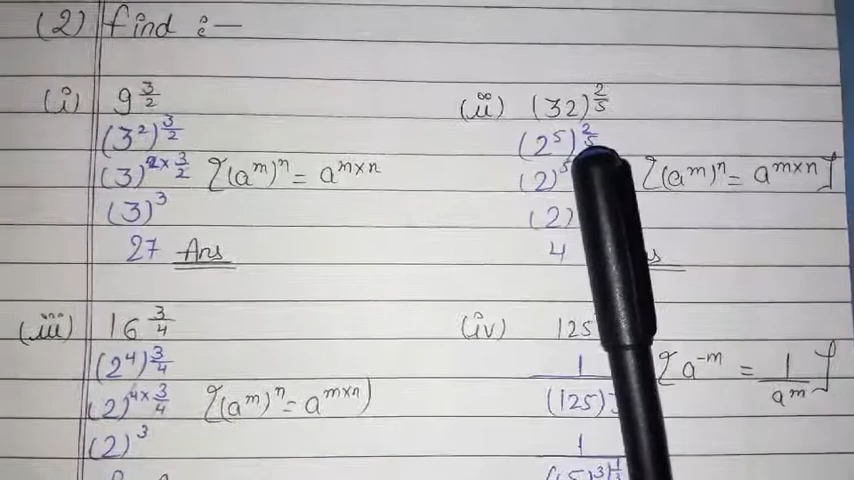 (2) find :—
(i) 9^{3/2}
(3²)^{3/2}
(3)^{2×3/2} [(a^m)^n = a^{m×n}
(3)³
27 Ans
(ii) (32)^{2/5}
(2⁵)^{2/5}
(2)⁵ [(a^m)^n = a^{m×n}]
(2)
4
(iii) 16^{3/4}
(2⁴)^{3/4}
(2)^{4×3/4} [(a^m)^n = a^{m×n}]
(2)³
(iv) 125 [a^{-m} = 1/a^m]
1
(125)
1